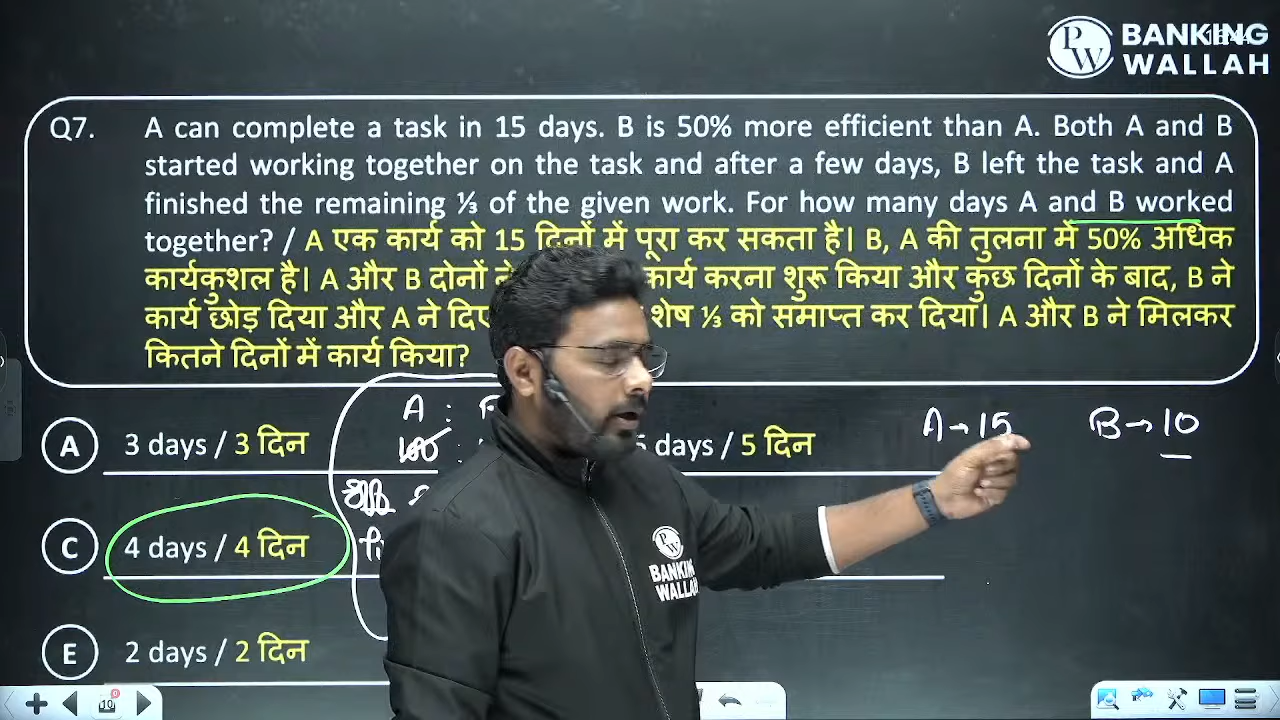 BANKING
WALLAH
Q7. A can complete a task in 15 days. B is 50% more efficient than A. Both A and B
started working together on the task and after a few days, B left the task and A
finished the remaining ⅓ of the given work. For how many days A and B worked
together? / A एक कार्य को 15 दिनों में पूरा कर सकता है। B, A की तुलना में 50% अधिक
कार्यकुशल है। A और B दोनों ने कार्य करना शुरू किया और कुछ दिनों के बाद, B ने
कार्य छोड़ दिया और A ने दिए शेष ⅓ को समाप्त कर दिया। A और B ने मिलकर
कितने दिनों में कार्य किया?
A :
A 3 days / 3 दिन
5 days / 5 दिन
A → 15 B → 10
C 4 days / 4 दिन
E 2 days / 2 दिन
PW
BANKIN
WALLA
10